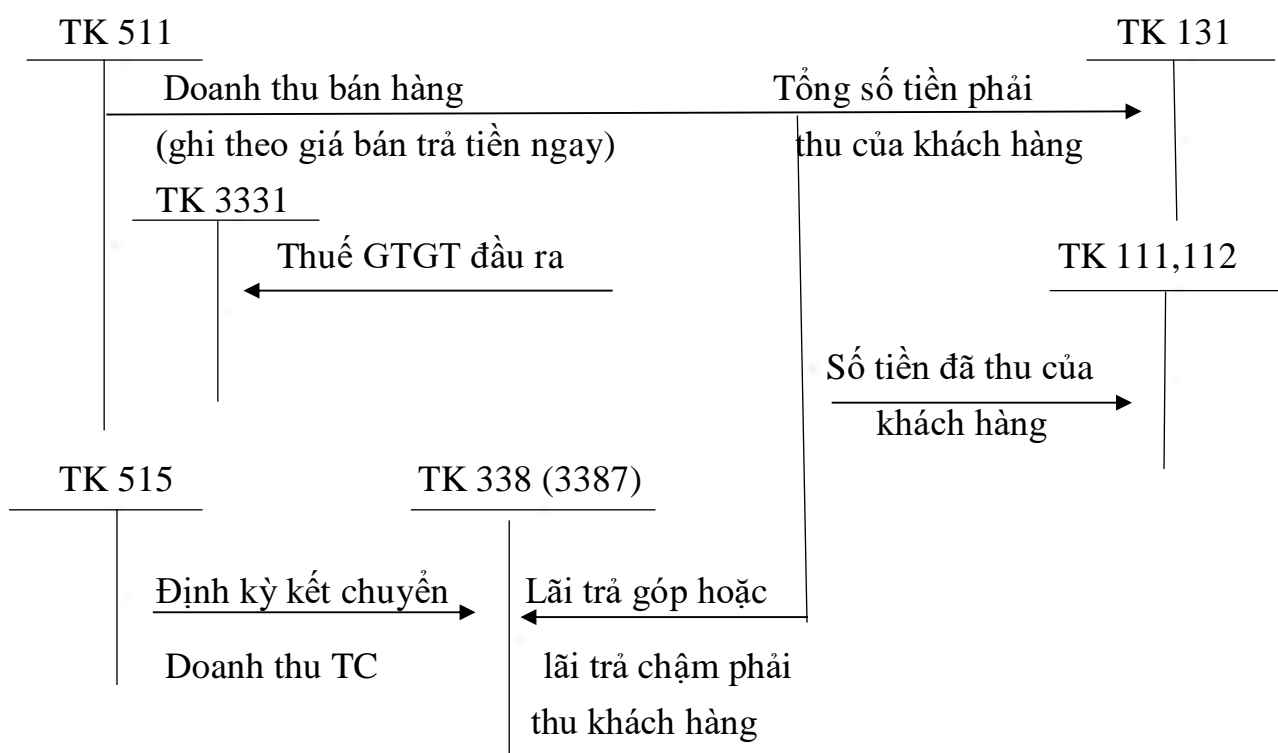 TK 511
TK 131
Doanh thu bán hàng
Tổng số tiền phải
(ghi theo giá bán trả tiền ngay)
thu của khách hàng
TK 3331
Thuế GTGT đầu ra
TK 111,112
Số tiền đã thu của
khách hàng
TK 515
TK 338 (3387)
Định kỳ kết chuyển
Lãi trả góp hoặc
Doanh thu TC
lãi trả chậm phải
thu khách hàng